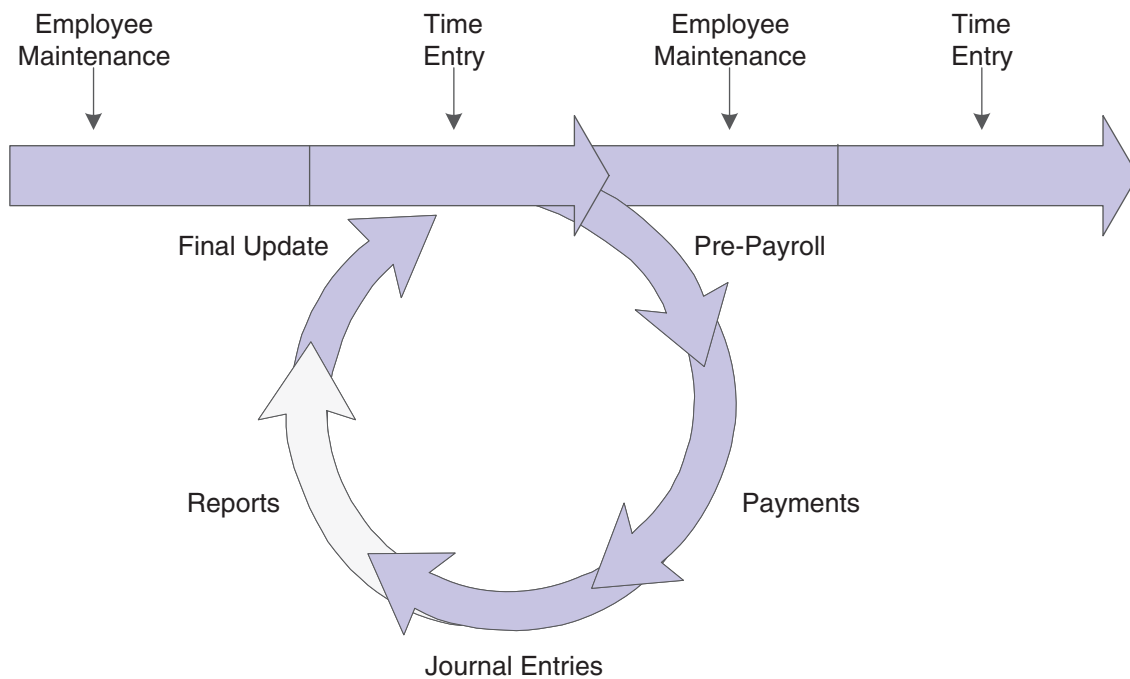 Employee
Maintenance
Time
Entry
Employee
Maintenance
Time
Entry
Final Update
Pre-Payroll
Reports
Payments
Journal Entries